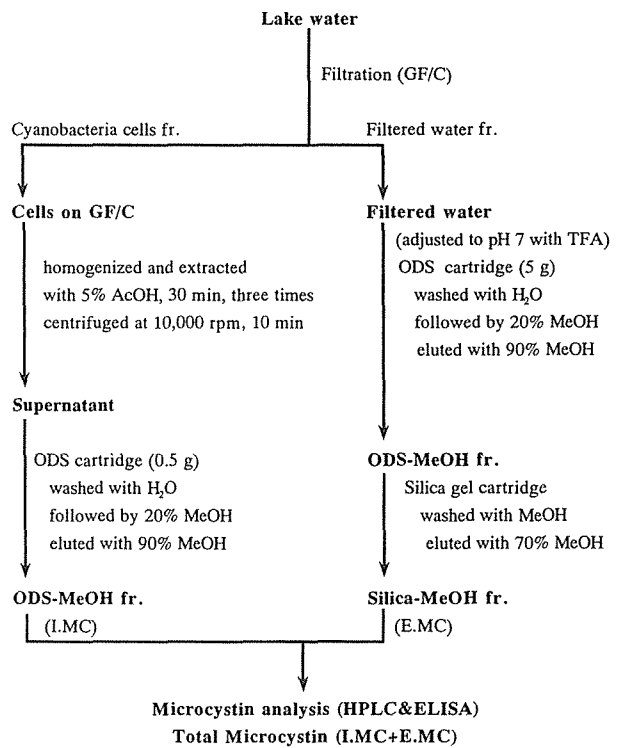 Lake water
Filtration (GF/C)
Cyanobacteria cells fr.
Filtered water fr.
Cells on GF/C
homogenized and extracted
with 5% AcOH, 30 min, three times
centrifuged at 10,000 rpm, 10 min
Supernatant
ODS cartridge (0.5 g)
washed with H₂O
followed by 20% MeOH
eluted with 90% MeOH
ODS-MeOH fr.
(I.MC)
Filtered water
(adjusted to pH 7 with TFA)
ODS cartridge (5 g)
washed with H₂O
followed by 20% MeOH
eluted with 90% MeOH
ODS-MeOH fr.
Silica gel cartridge
washed with MeOH
eluted with 70% MeOH
Silica-MeOH fr.
(E.MC)
Microcystin analysis (HPLC&ELISA)
Total Microcystin (I.MC+E.MC)